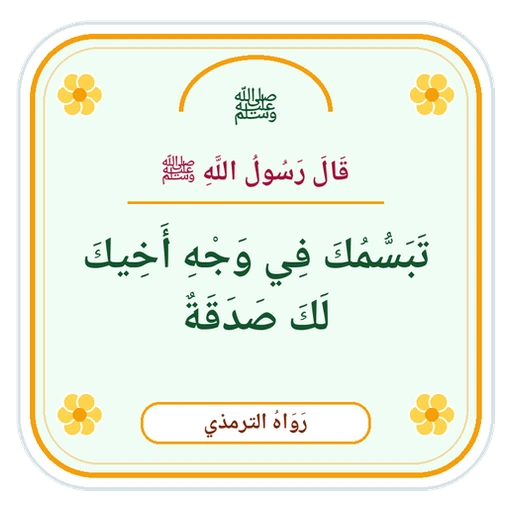 ﷺ
قَالَ رَسُولُ اللَّهِ ﷺ
تَبَسُّمُكَ فِي وَجْهِ أَخِيكَ
لَكَ صَدَقَةٌ
رَوَاهُ الترمذي